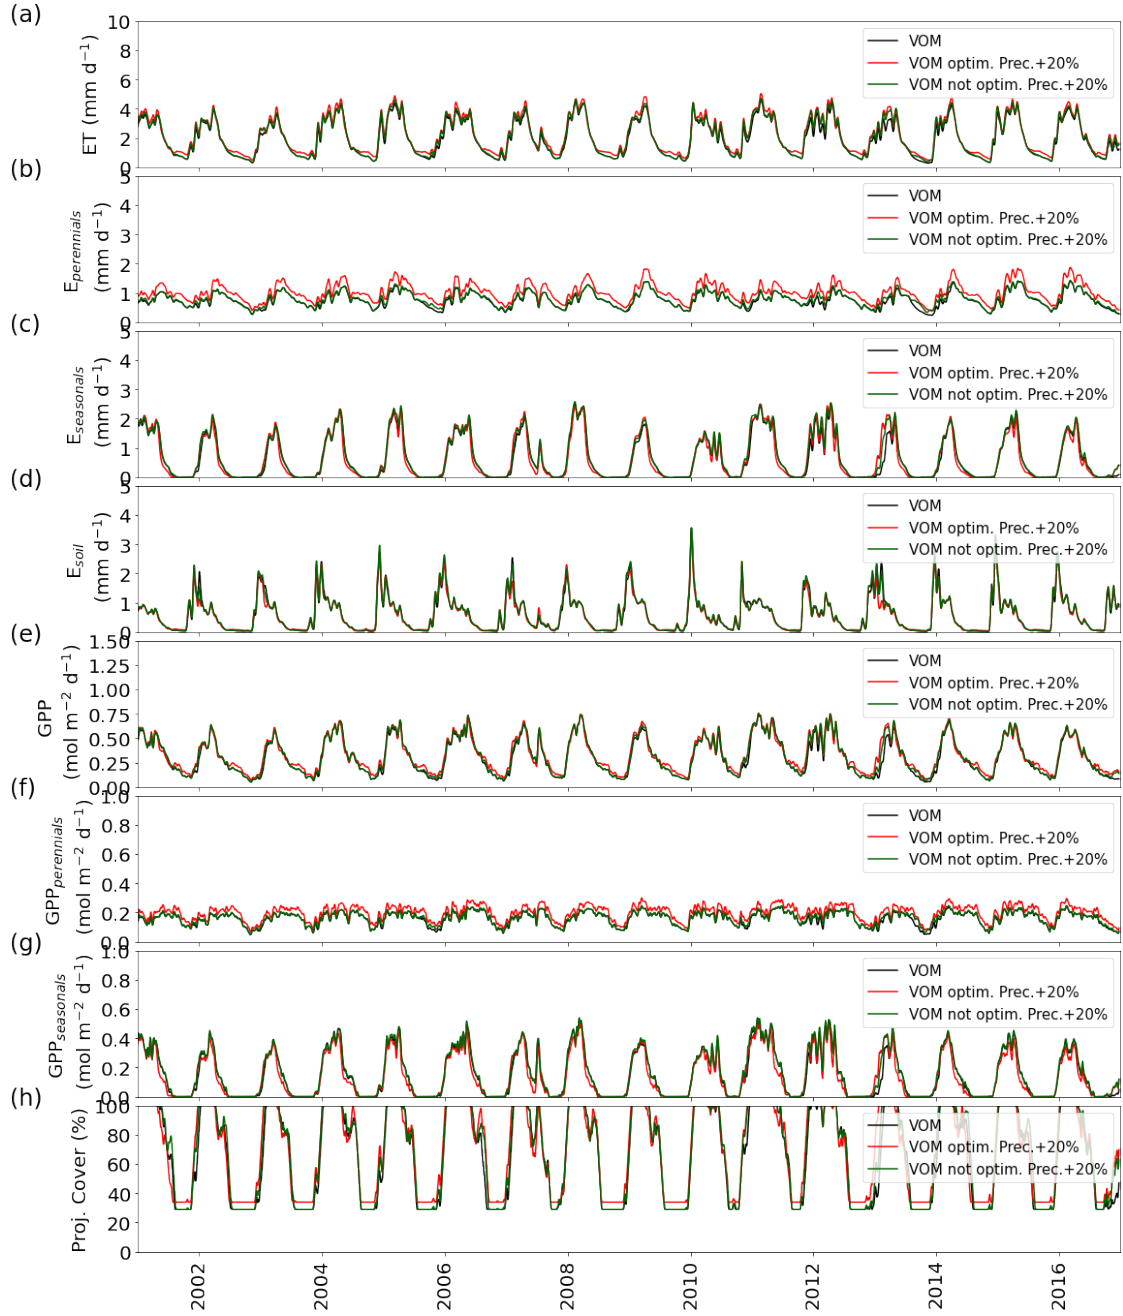 (a)
10
8
6
4
2
0
ET (mm d⁻¹)
VOM
VOM optim. Prec.+20%
VOM not optim. Prec.+20%
(b)
5
4
3
2
1
0
E_perennials
(mm d⁻¹)
VOM
VOM optim. Prec.+20%
VOM not optim. Prec.+20%
(c)
5
4
3
2
1
0
E_seasonals
(mm d⁻¹)
VOM
VOM optim. Prec.+20%
VOM not optim. Prec.+20%
(d)
5
4
3
2
1
0
E_soil
(mm d⁻¹)
VOM
VOM optim. Prec.+20%
VOM not optim. Prec.+20%
(e)
1.50
1.25
1.00
0.75
0.50
0.25
0.00
GPP
(mol m⁻² d⁻¹)
VOM
VOM optim. Prec.+20%
VOM not optim. Prec.+20%
(f)
1.0
0.8
0.6
0.4
0.2
0.0
GPP_perennials
(mol m⁻² d⁻¹)
VOM
VOM optim. Prec.+20%
VOM not optim. Prec.+20%
(g)
1.0
0.8
0.6
0.4
0.2
0.0
GPP_seasonals
(mol m⁻² d⁻¹)
VOM
VOM optim. Prec.+20%
VOM not optim. Prec.+20%
(h)
100
80
60
40
20
0
Proj. Cover (%)
VOM
VOM optim. Prec.+20%
VOM not optim. Prec.+20%
2002
2004
2006
2008
2010
2012
2014
2016